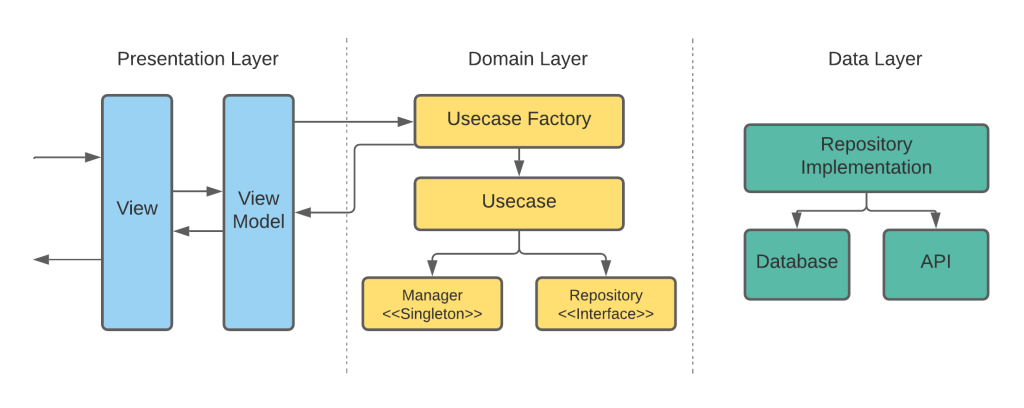 Presentation Layer
Domain Layer
Data Layer
View
View
Model
Usecase Factory
Usecase
Manager
<<Singleton>>
Repository
<<Interface>>
Repository
Implementation
Database
API